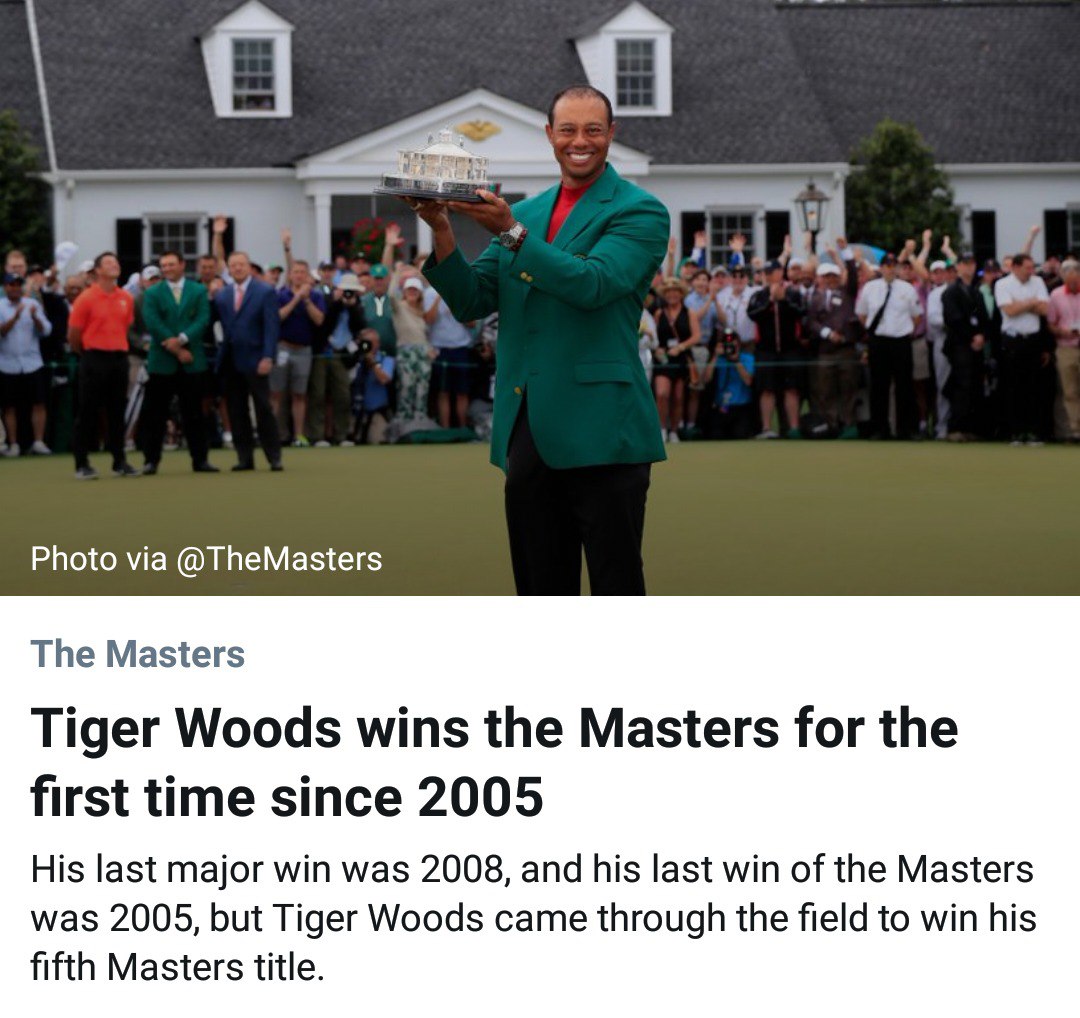 Photo via @TheMasters
The Masters
Tiger Woods wins the Masters for the
first time since 2005
His last major win was 2008, and his last win of the Masters
was 2005, but Tiger Woods came through the field to win his
fifth Masters title.